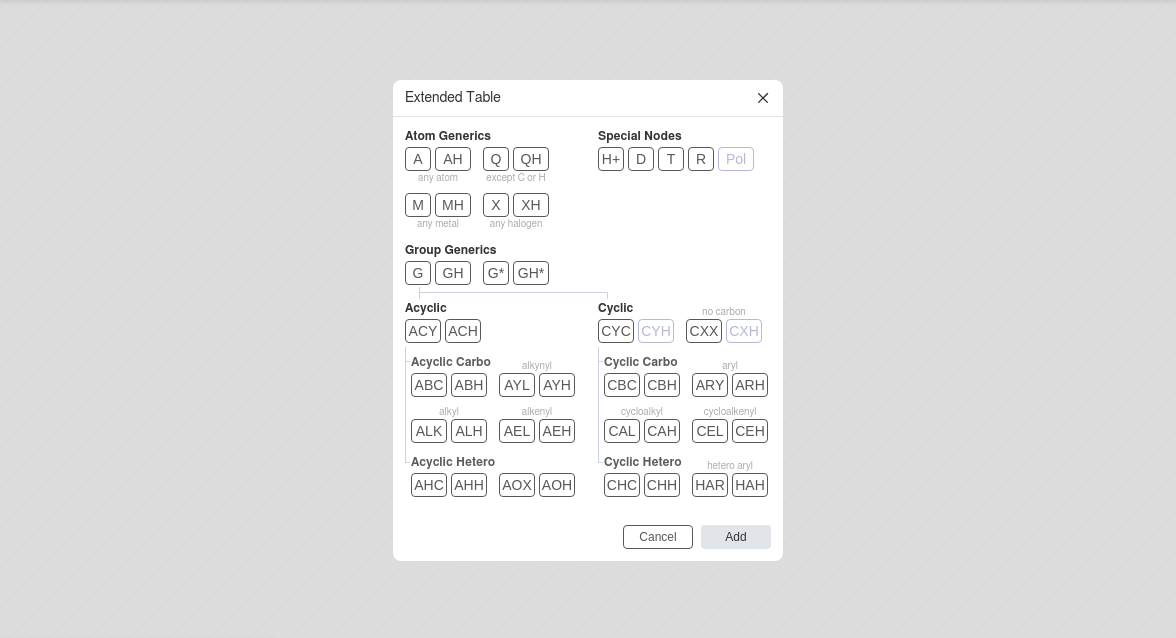 Extended Table
Atom Generics
A AH Q QH
any atom except C or H
M MH X XH
any metal any halogen
Special Nodes
H+ D T R Pol
Group Generics
G GH G* GH*
Acyclic
ACY ACH
Acyclic Carbo alkynyl
ABC ABH AYL AYH
alkyl alkenyl
ALK ALH AEL AEH
Acyclic Hetero
AHC AHH AOX AOH
Cyclic no carbon
CYC CYH CXX CXH
Cyclic Carbo aryl
CBC CBH ARY ARH
cycloalkyl cycloalkenyl
CAL CAH CEL CEH
Cyclic Hetero hetero aryl
CHC CHH HAR HAH
Cancel Add